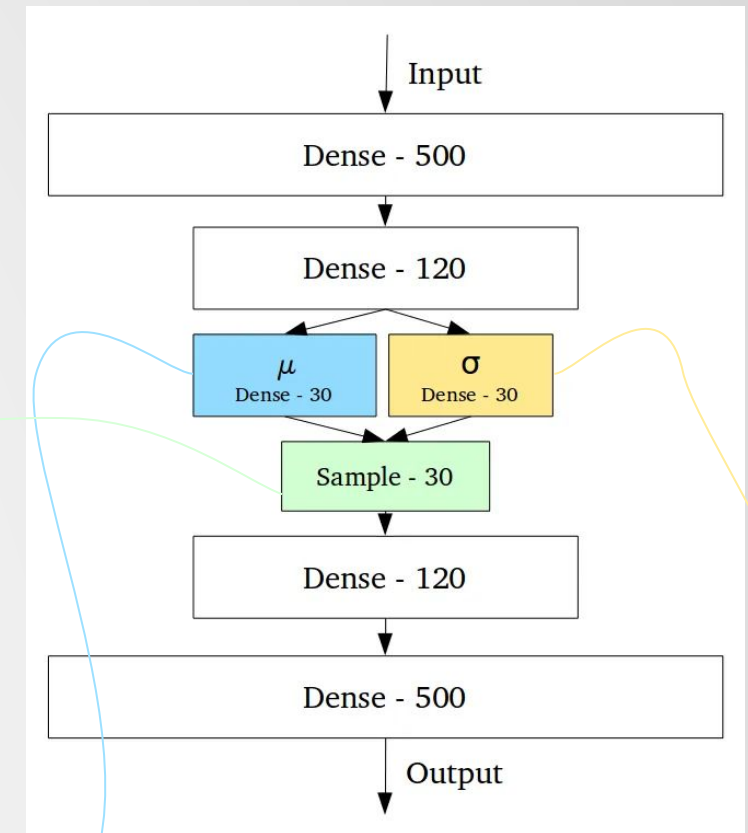 Input
Dense - 500
Dense - 120
μ
Dense - 30
σ
Dense - 30
Sample - 30
Dense - 120
Dense - 500
Output